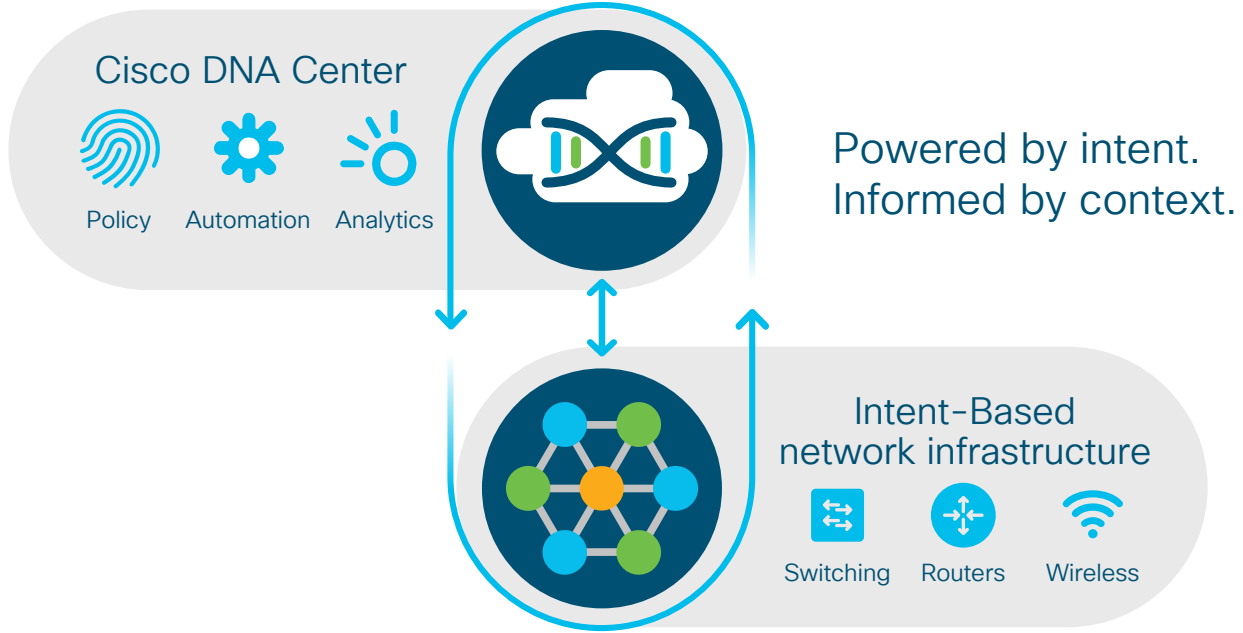 Cisco DNA Center
Policy
Automation
Analytics
Powered by intent.
Informed by context.
Intent-Based
network infrastructure
Switching
Routers
Wireless